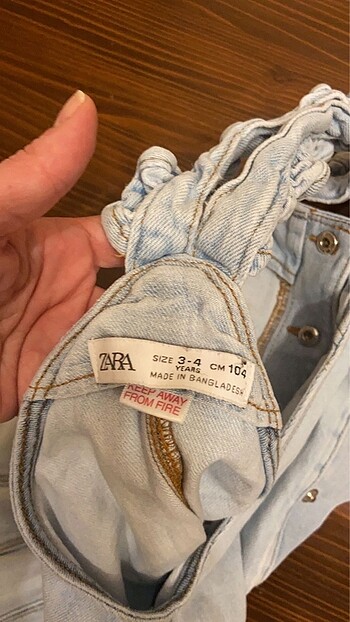 ZARA
SIZE 3-4 YEARS CM 104
MADE IN BANGLADESH
KEEP AWAY
FROM FIRE